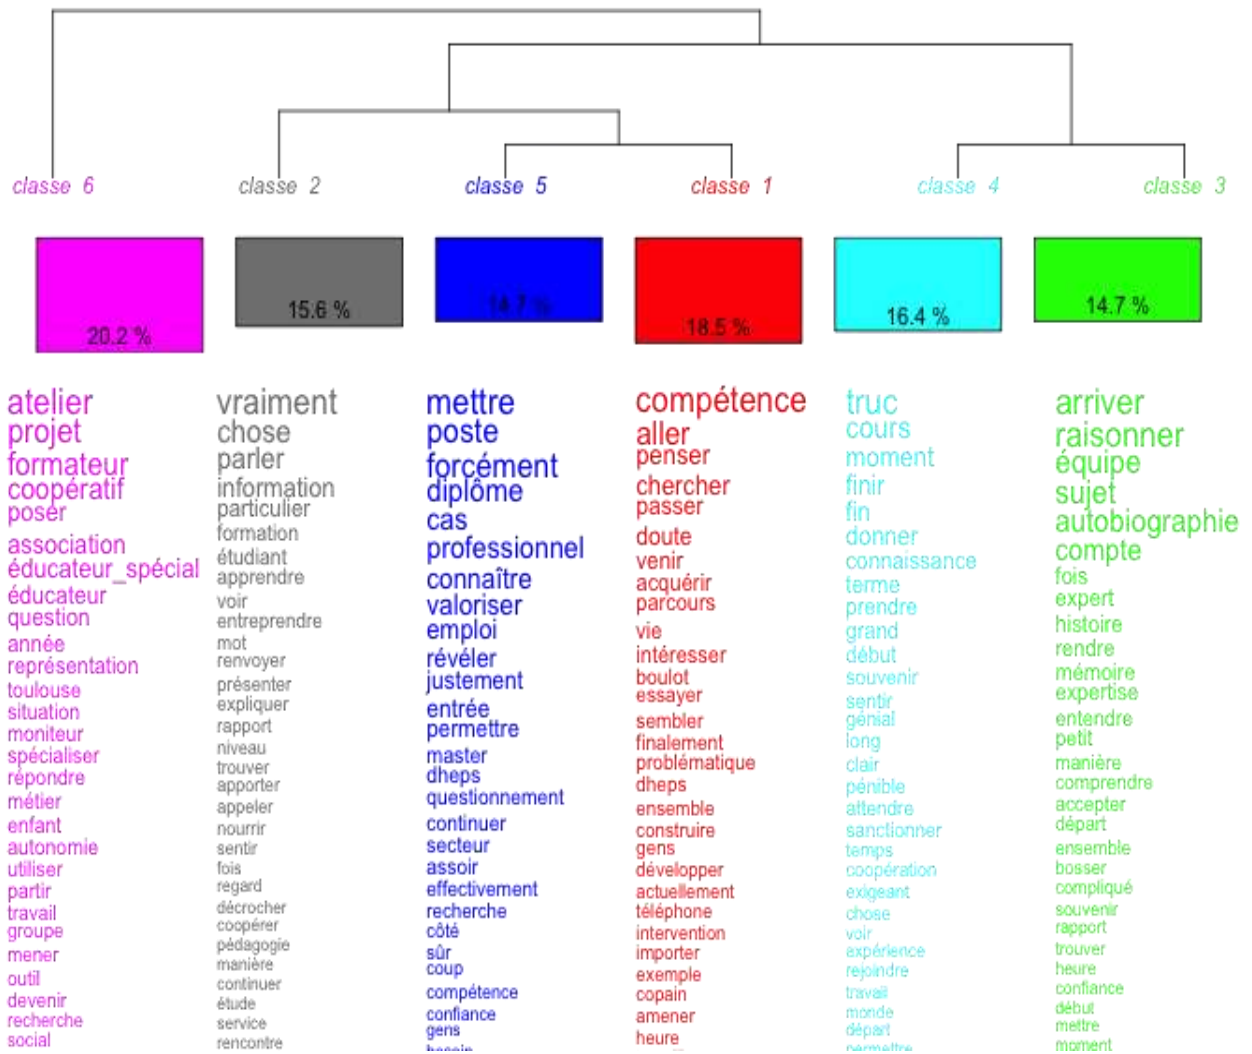 classe 6
classe 2
classe 5
classe 1
classe 4
classe 3
20.2 %
15.6 %
14.7 %
18.5 %
16.4 %
14.7 %
atelier
projet
formateur
coopératif
poser
association
éducateur_spécial
éducateur
question
année
représentation
toulouse
situation
moniteur
spécialiser
répondre
métier
enfant
autonomie
utiliser
partir
travail
groupe
mener
outil
devenir
recherche
social
vraiment
chose
parler
information
particulier
formation
étudiant
apprendre
voir
entreprendre
mot
renvoyer
présenter
expliquer
rapport
niveau
trouver
apporter
appeler
nourrir
sentir
fois
regard
décrocher
coopérer
pédagogie
manière
continuer
étude
service
rencontre
mettre
poste
forcément
diplôme
cas
professionnel
connaître
valoriser
emploi
révéler
justement
entrée
permettre
master
dheps
questionnement
continuer
secteur
assoir
effectivement
recherche
côté
sûr
coup
compétence
confiance
gens
besoin
compétence
aller
penser
chercher
passer
doute
venir
acquérir
parcours
vie
intéresser
boulot
essayer
sembler
finalement
problématique
dheps
ensemble
construire
gens
développer
actuellement
téléphone
intervention
importer
exemple
copain
amener
heure
truc
cours
moment
finir
fin
donner
connaissance
terme
prendre
grand
début
souvenir
sentir
génial
long
clair
pénible
attendre
sanctionner
temps
coopération
exigeant
chose
voir
expérience
rejoindre
travail
monde
départ
permettre
arriver
raisonner
équipe
sujet
autobiographie
compte
fois
expert
histoire
rendre
mémoire
expertise
entendre
petit
manière
comprendre
accepter
départ
ensemble
bosser
compliqué
souvenir
rapport
trouver
heure
confiance
début
mettre
moment